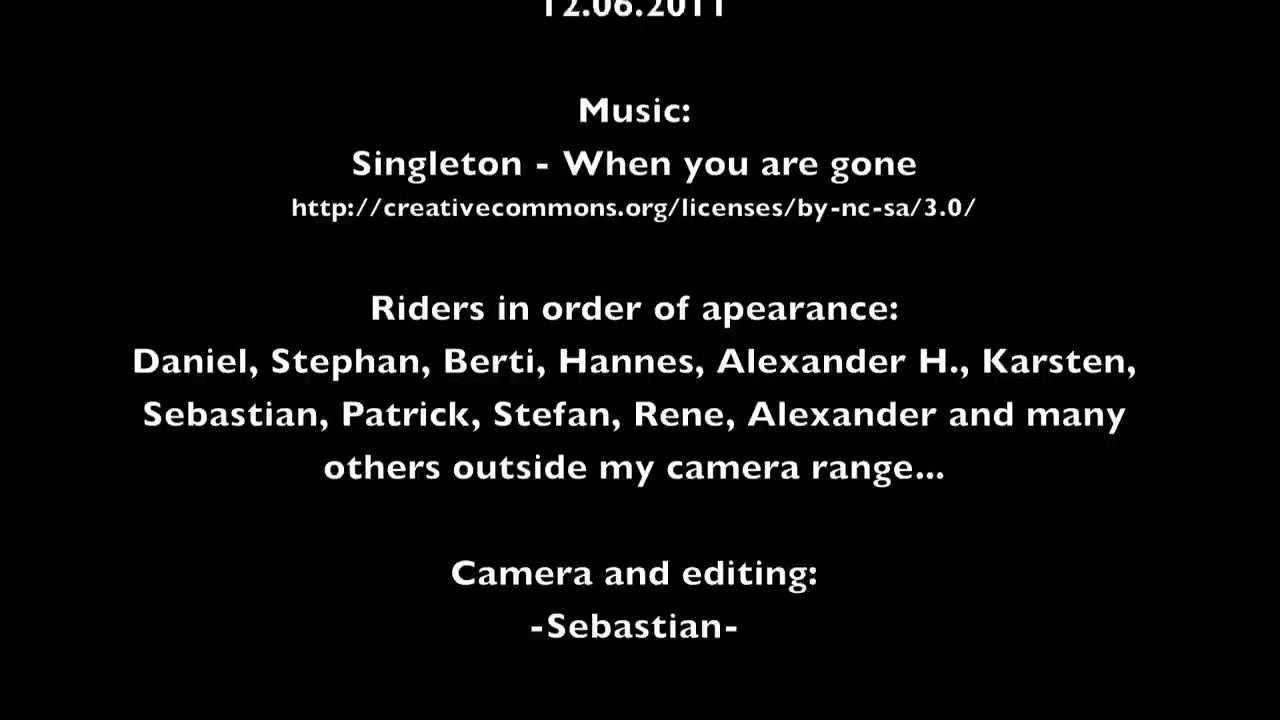 12.06.2011
Music:
Singleton - When you are gone
http://creativecommons.org/licenses/by-nc-sa/3.0/
Riders in order of apearance:
Daniel, Stephan, Berti, Hannes, Alexander H., Karsten,
Sebastian, Patrick, Stefan, Rene, Alexander and many
others outside my camera range...
Camera and editing:
-Sebastian-